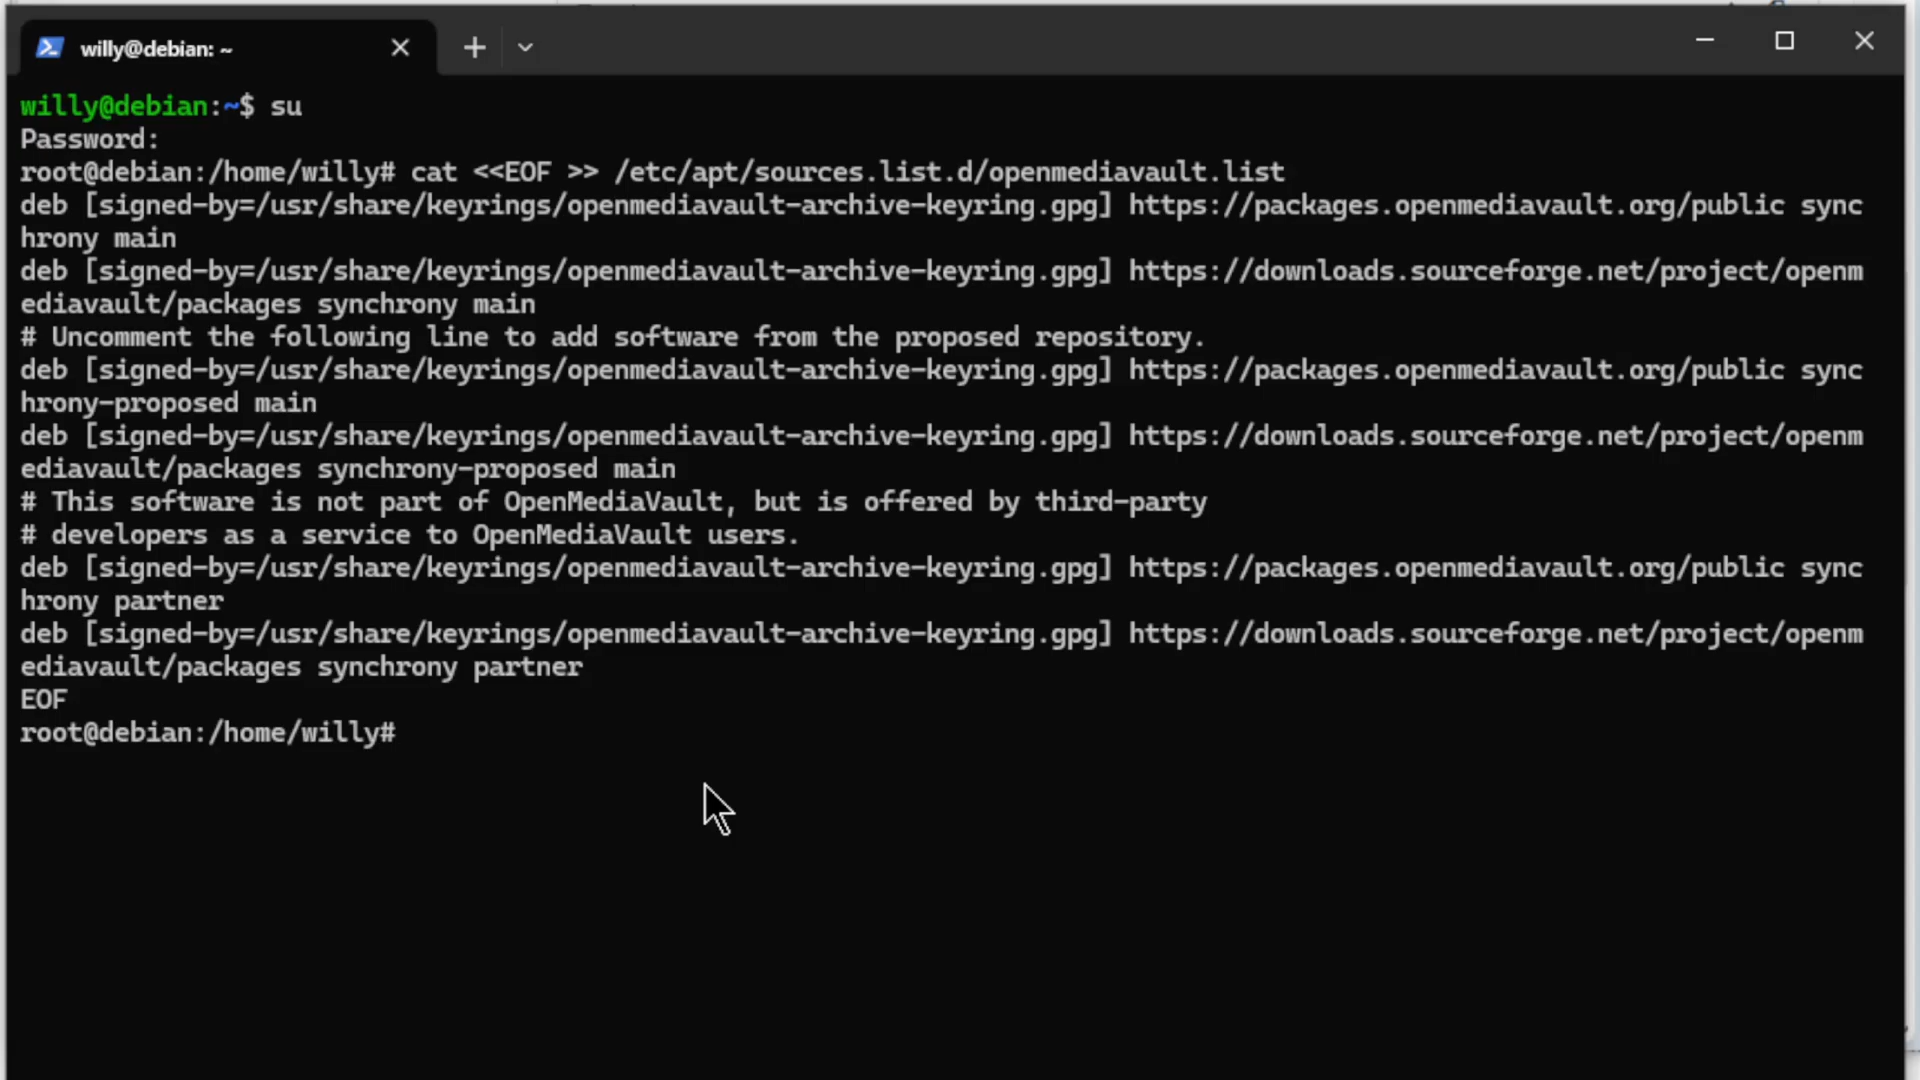 willy@debian: ~
willy@debian:~$ su
Password:
root@debian:/home/willy# cat <<EOF >> /etc/apt/sources.list.d/openmediavault.list
deb [signed-by=/usr/share/keyrings/openmediavault-archive-keyring.gpg] https://packages.openmediavault.org/public sync
hrony main
deb [signed-by=/usr/share/keyrings/openmediavault-archive-keyring.gpg] https://downloads.sourceforge.net/project/openm
ediavault/packages synchrony main
# Uncomment the following line to add software from the proposed repository.
deb [signed-by=/usr/share/keyrings/openmediavault-archive-keyring.gpg] https://packages.openmediavault.org/public sync
hrony-proposed main
deb [signed-by=/usr/share/keyrings/openmediavault-archive-keyring.gpg] https://downloads.sourceforge.net/project/openm
ediavault/packages synchrony-proposed main
# This software is not part of OpenMediaVault, but is offered by third-party
# developers as a service to OpenMediaVault users.
deb [signed-by=/usr/share/keyrings/openmediavault-archive-keyring.gpg] https://packages.openmediavault.org/public sync
hrony partner
deb [signed-by=/usr/share/keyrings/openmediavault-archive-keyring.gpg] https://downloads.sourceforge.net/project/openm
ediavault/packages synchrony partner
EOF
root@debian:/home/willy#